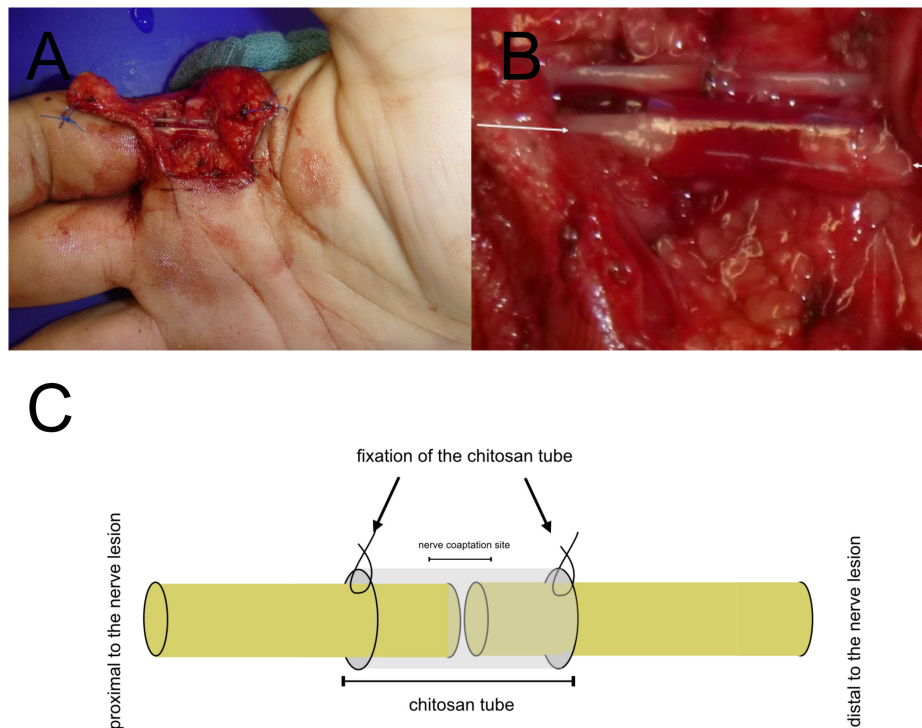 A
B
C
fixation of the chitosan tube
nerve coaptation site
proximal to the nerve lesion
distal to the nerve lesion
chitosan tube